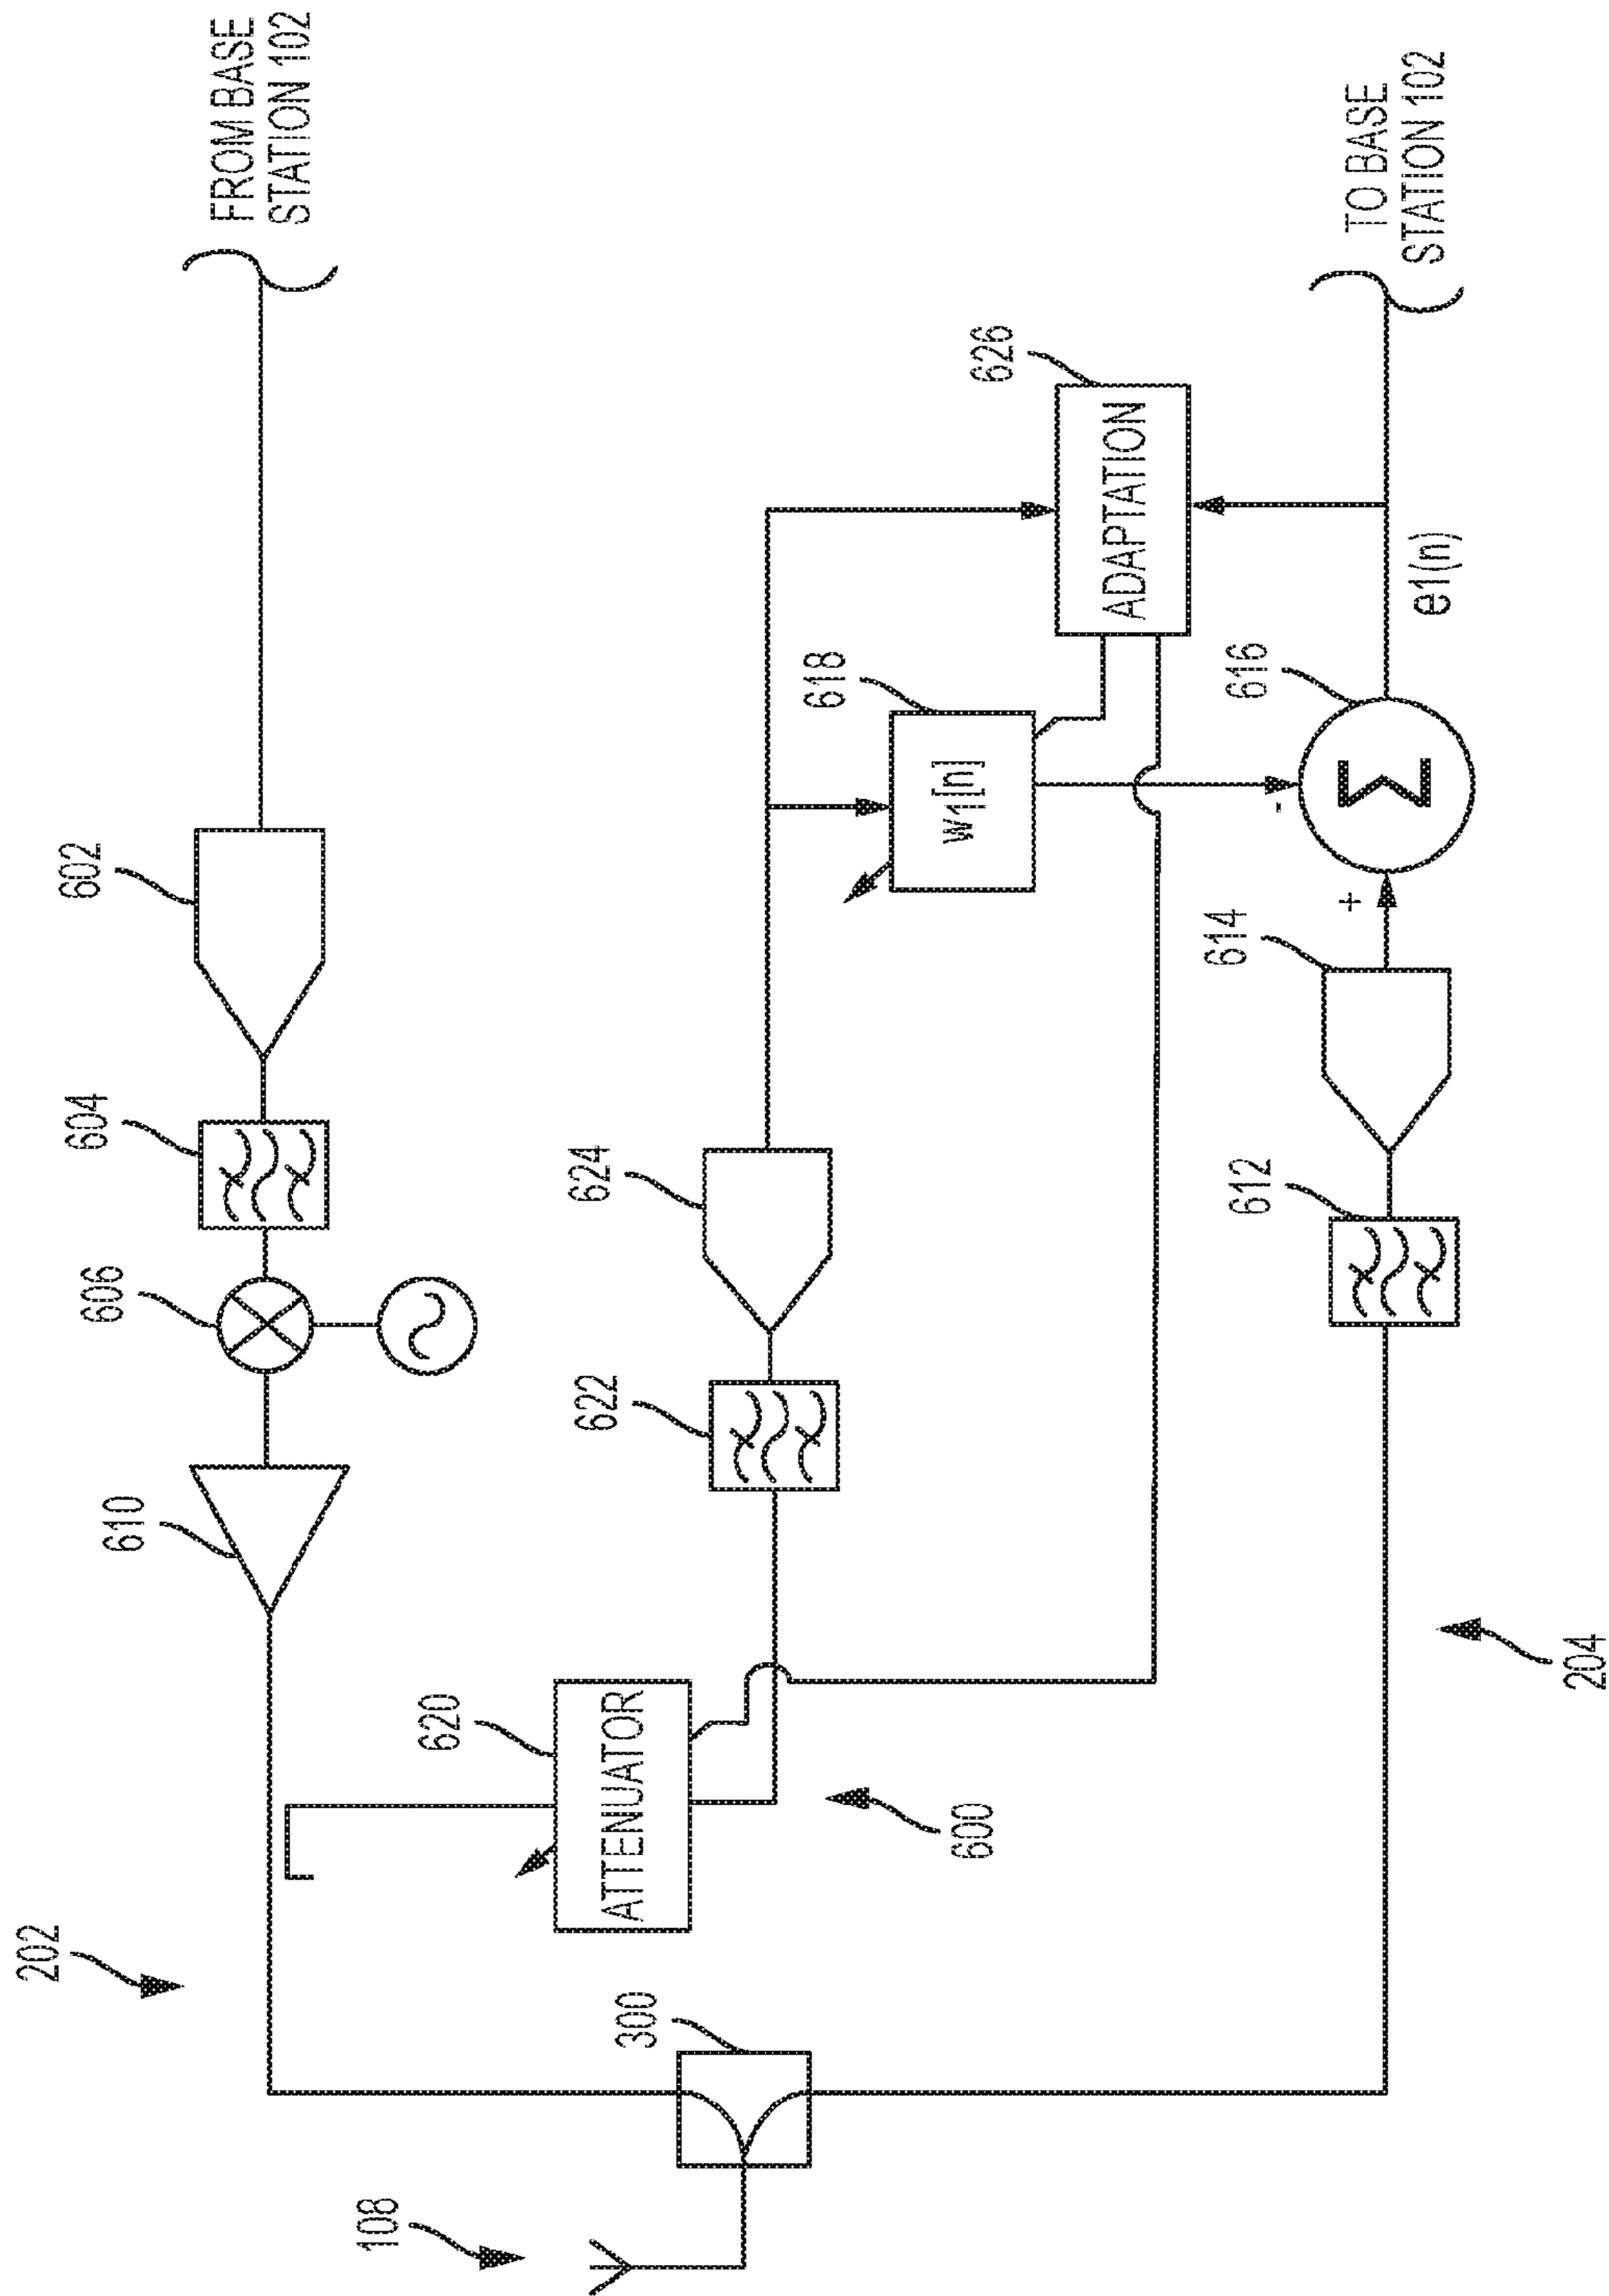 FROM BASE
STATION 102
602
604
606
610
202
626
618
624
622
620
ADAPTATION
w1[n]
ATTENUATOR
600
300
108
TO BASE
STATION 102
e1(n)
616
-
Σ
+
614
612
204